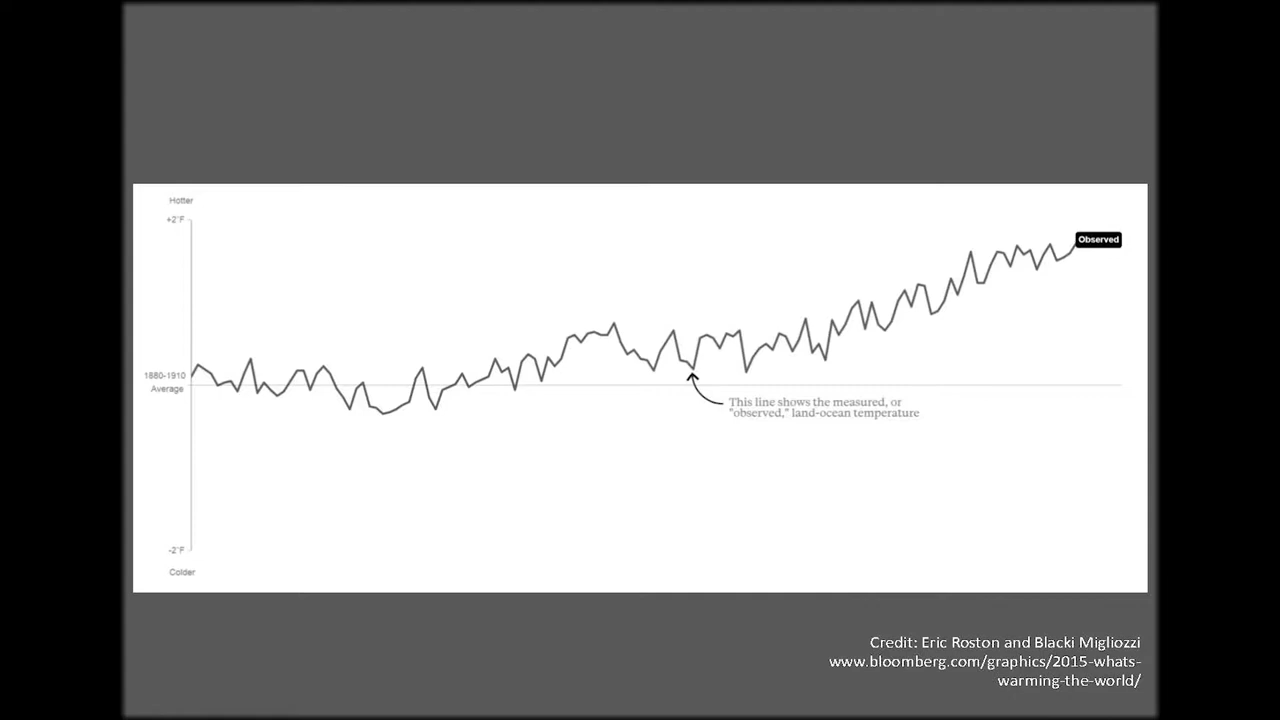 Hotter
+2°F
Observed
1880-1910
Average
This line shows the measured, or
"observed," land-ocean temperature
-2°F
Colder
Credit: Eric Roston and Blacki Migliozzi
www.bloomberg.com/graphics/2015-whats-
warming-the-world/